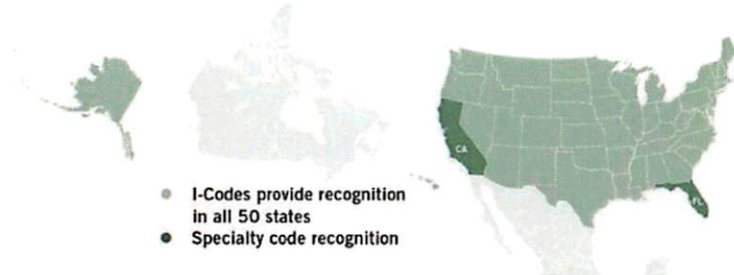 CA
FL
I-Codes provide recognition
in all 50 states
Specialty code recognition